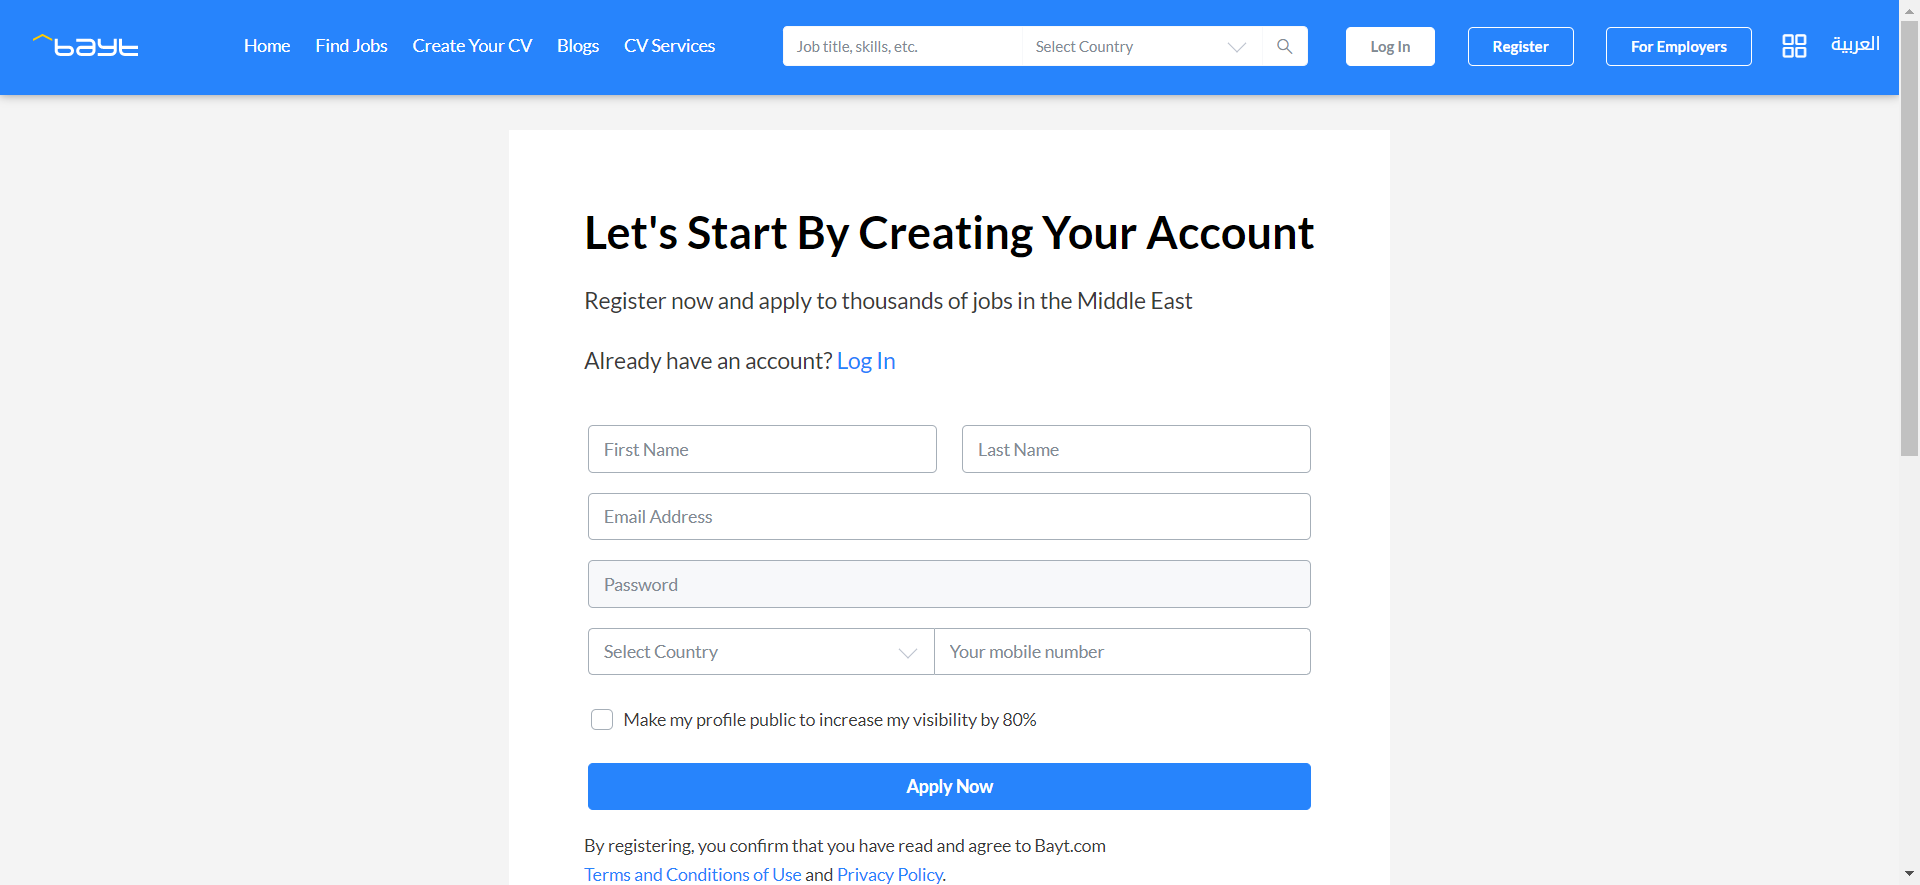 bayt
Home
Find Jobs
Create Your CV
Blogs
CV Services
Job title, skills, etc.
Select Country
Log In
Register
For Employers
العربية
Let's Start By Creating Your Account
Register now and apply to thousands of jobs in the Middle East
Already have an account? Log In
First Name
Last Name
Email Address
Password
Select Country
Your mobile number
Make my profile public to increase my visibility by 80%
Apply Now
By registering, you confirm that you have read and agree to Bayt.com
Terms and Conditions of Use and Privacy Policy.